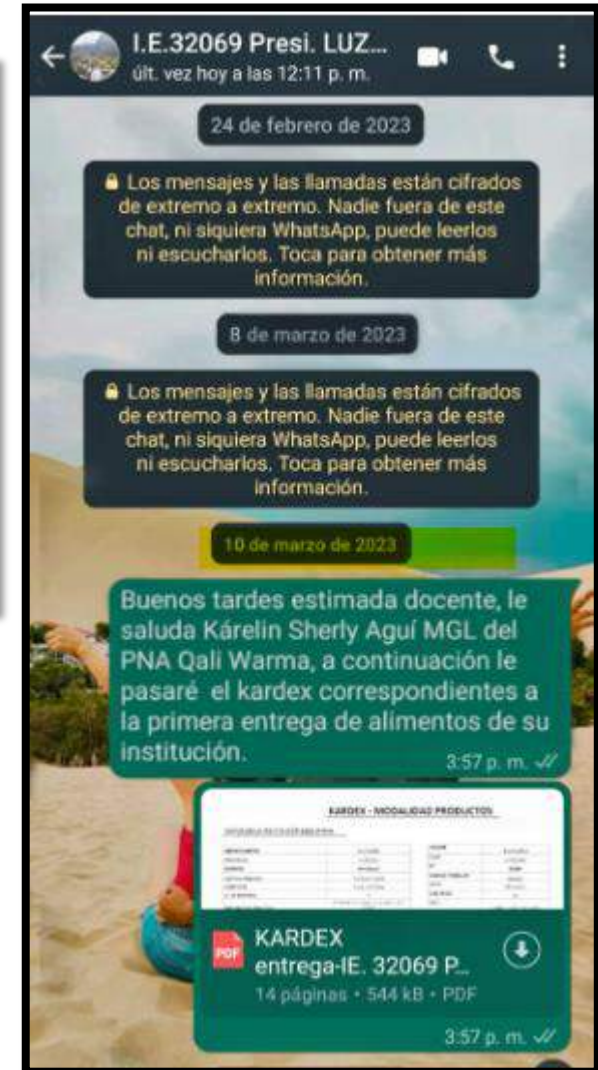 I.E.32069 Presi. LUZ...
últ. vez hoy a las 12:11 p. m.
24 de febrero de 2023
Los mensajes y las llamadas están cifrados
de extremo a extremo. Nadie fuera de este
chat, ni siquiera WhatsApp, puede leerlos
ni escucharlos. Toca para obtener más
información.
8 de marzo de 2023
Los mensajes y las llamadas están cifrados
de extremo a extremo. Nadie fuera de este
chat, ni siquiera WhatsApp, puede leerlos
ni escucharlos. Toca para obtener más
información.
10 de marzo de 2023
Buenos tardes estimada docente, le
saluda Kárelin Sherly Aguí MGL del
PNA Qali Warma, a continuación le
pasaré el kardex correspondientes a
la primera entrega de alimentos de su
institución.
3:57 p. m.
KARDEX - MODALIDAD PRODUCTOS
PDF
KARDEX
entrega-IE. 32069 P...
14 páginas • 544 kB • PDF
3:57 p. m.